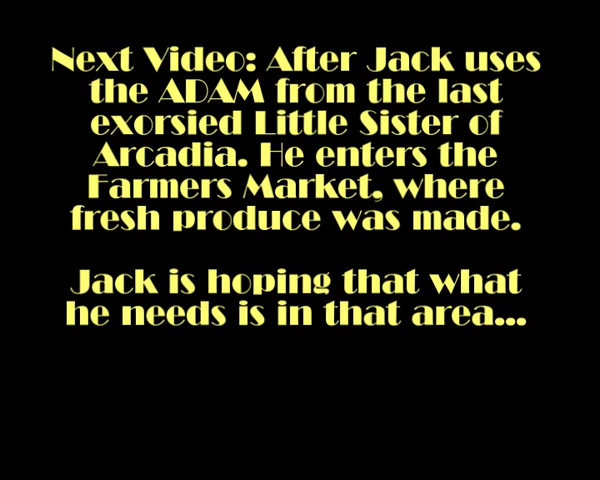 Next Video: After Jack uses
the ADAM from the last
exorsied Little Sister of
Arcadia. He enters the
Farmers Market, where
fresh produce was made.
Jack is hoping that what
he needs is in that area...